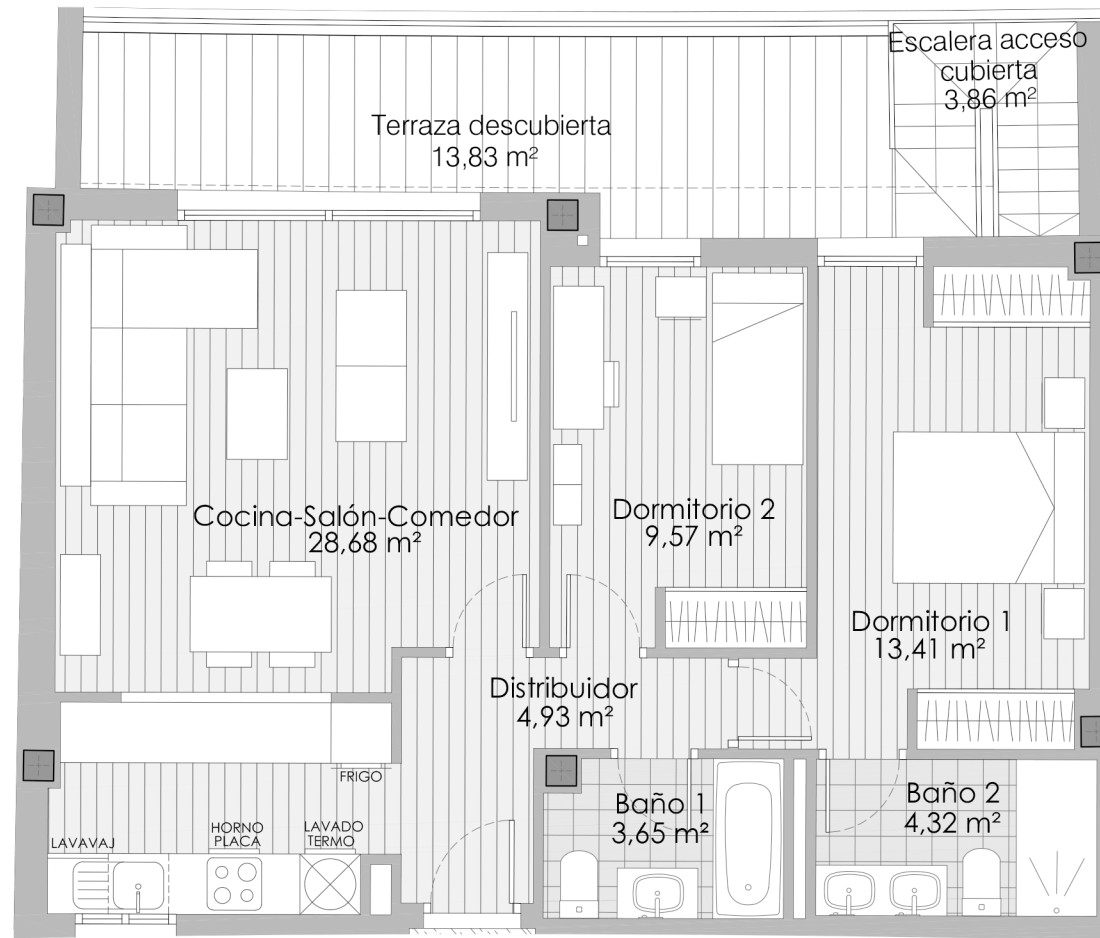 Escalera acceso
cubierta
3,86 m²
Terraza descubierta
13,83 m²
Cocina-Salón-Comedor
28,68 m²
Dormitorio 2
9,57 m²
Dormitorio 1
13,41 m²
Distribuidor
4,93 m²
FRIGO
Baño 1
3,65 m²
Baño 2
4,32 m²
LAVAVAJ
HORNO
PLACA
LAVADO
TERMO